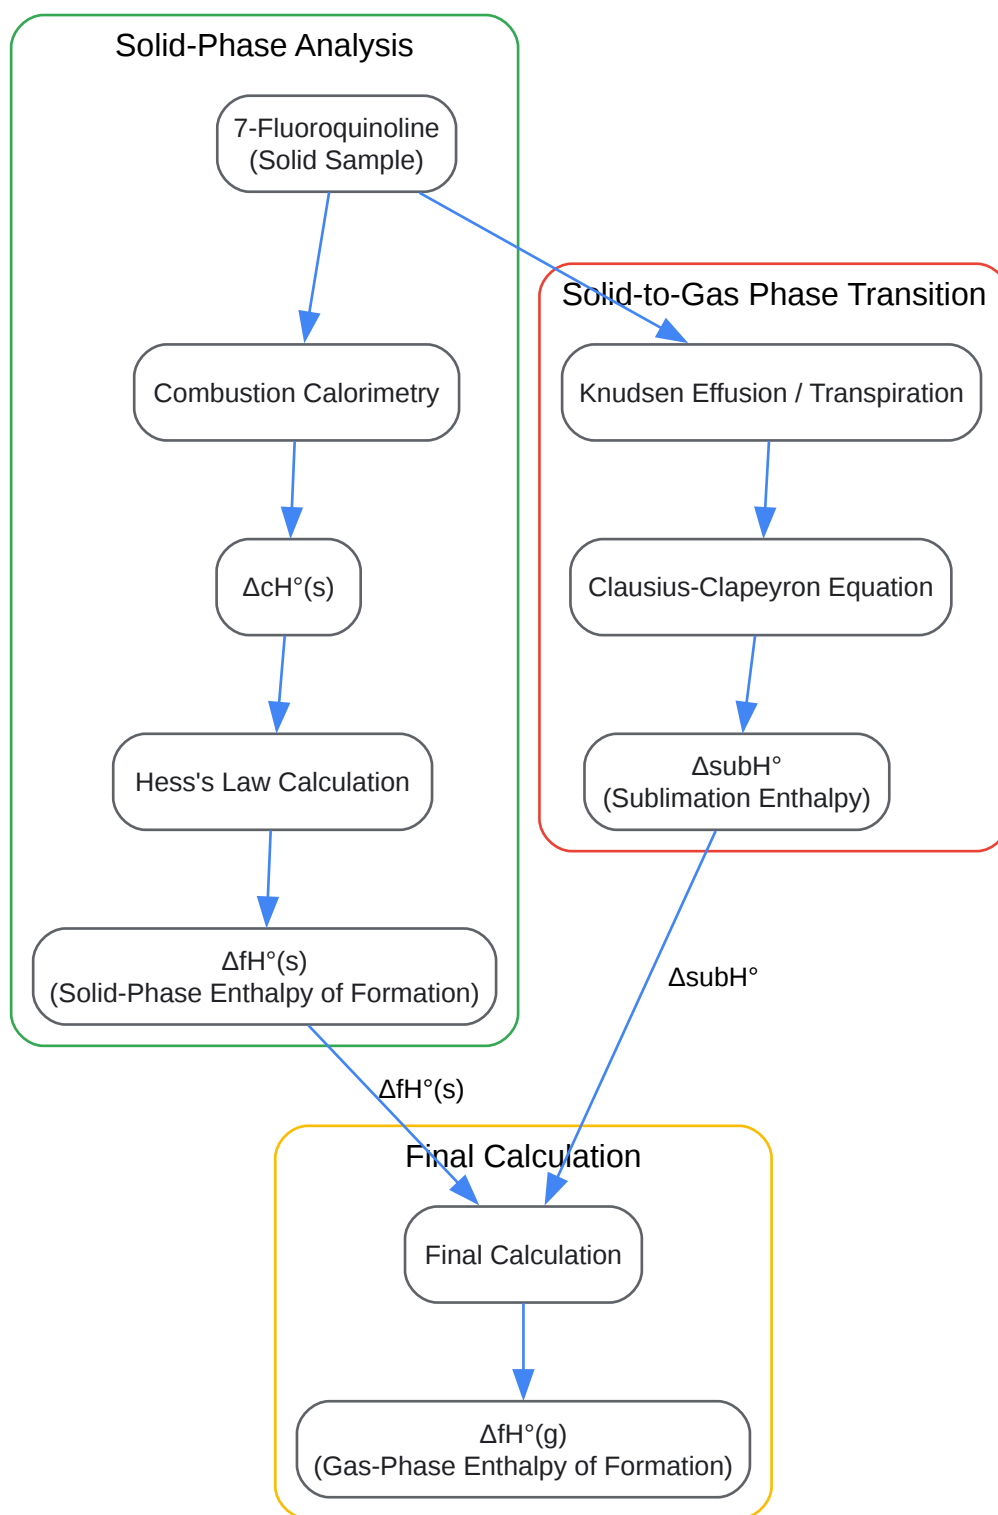 Solid-Phase Analysis
7-Fluoroquinoline
(Solid Sample)
Solid-to-Gas Phase Transition
Combustion Calorimetry
Knudsen Effusion / Transpiration
ΔcH°(s)
Clausius-Clapeyron Equation
Hess's Law Calculation
ΔsubH°
(Sublimation Enthalpy)
ΔfH°(s)
(Solid-Phase Enthalpy of Formation)
ΔsubH°
ΔfH°(s)
Final Calculation
Final Calculation
ΔfH°(g)
(Gas-Phase Enthalpy of Formation)